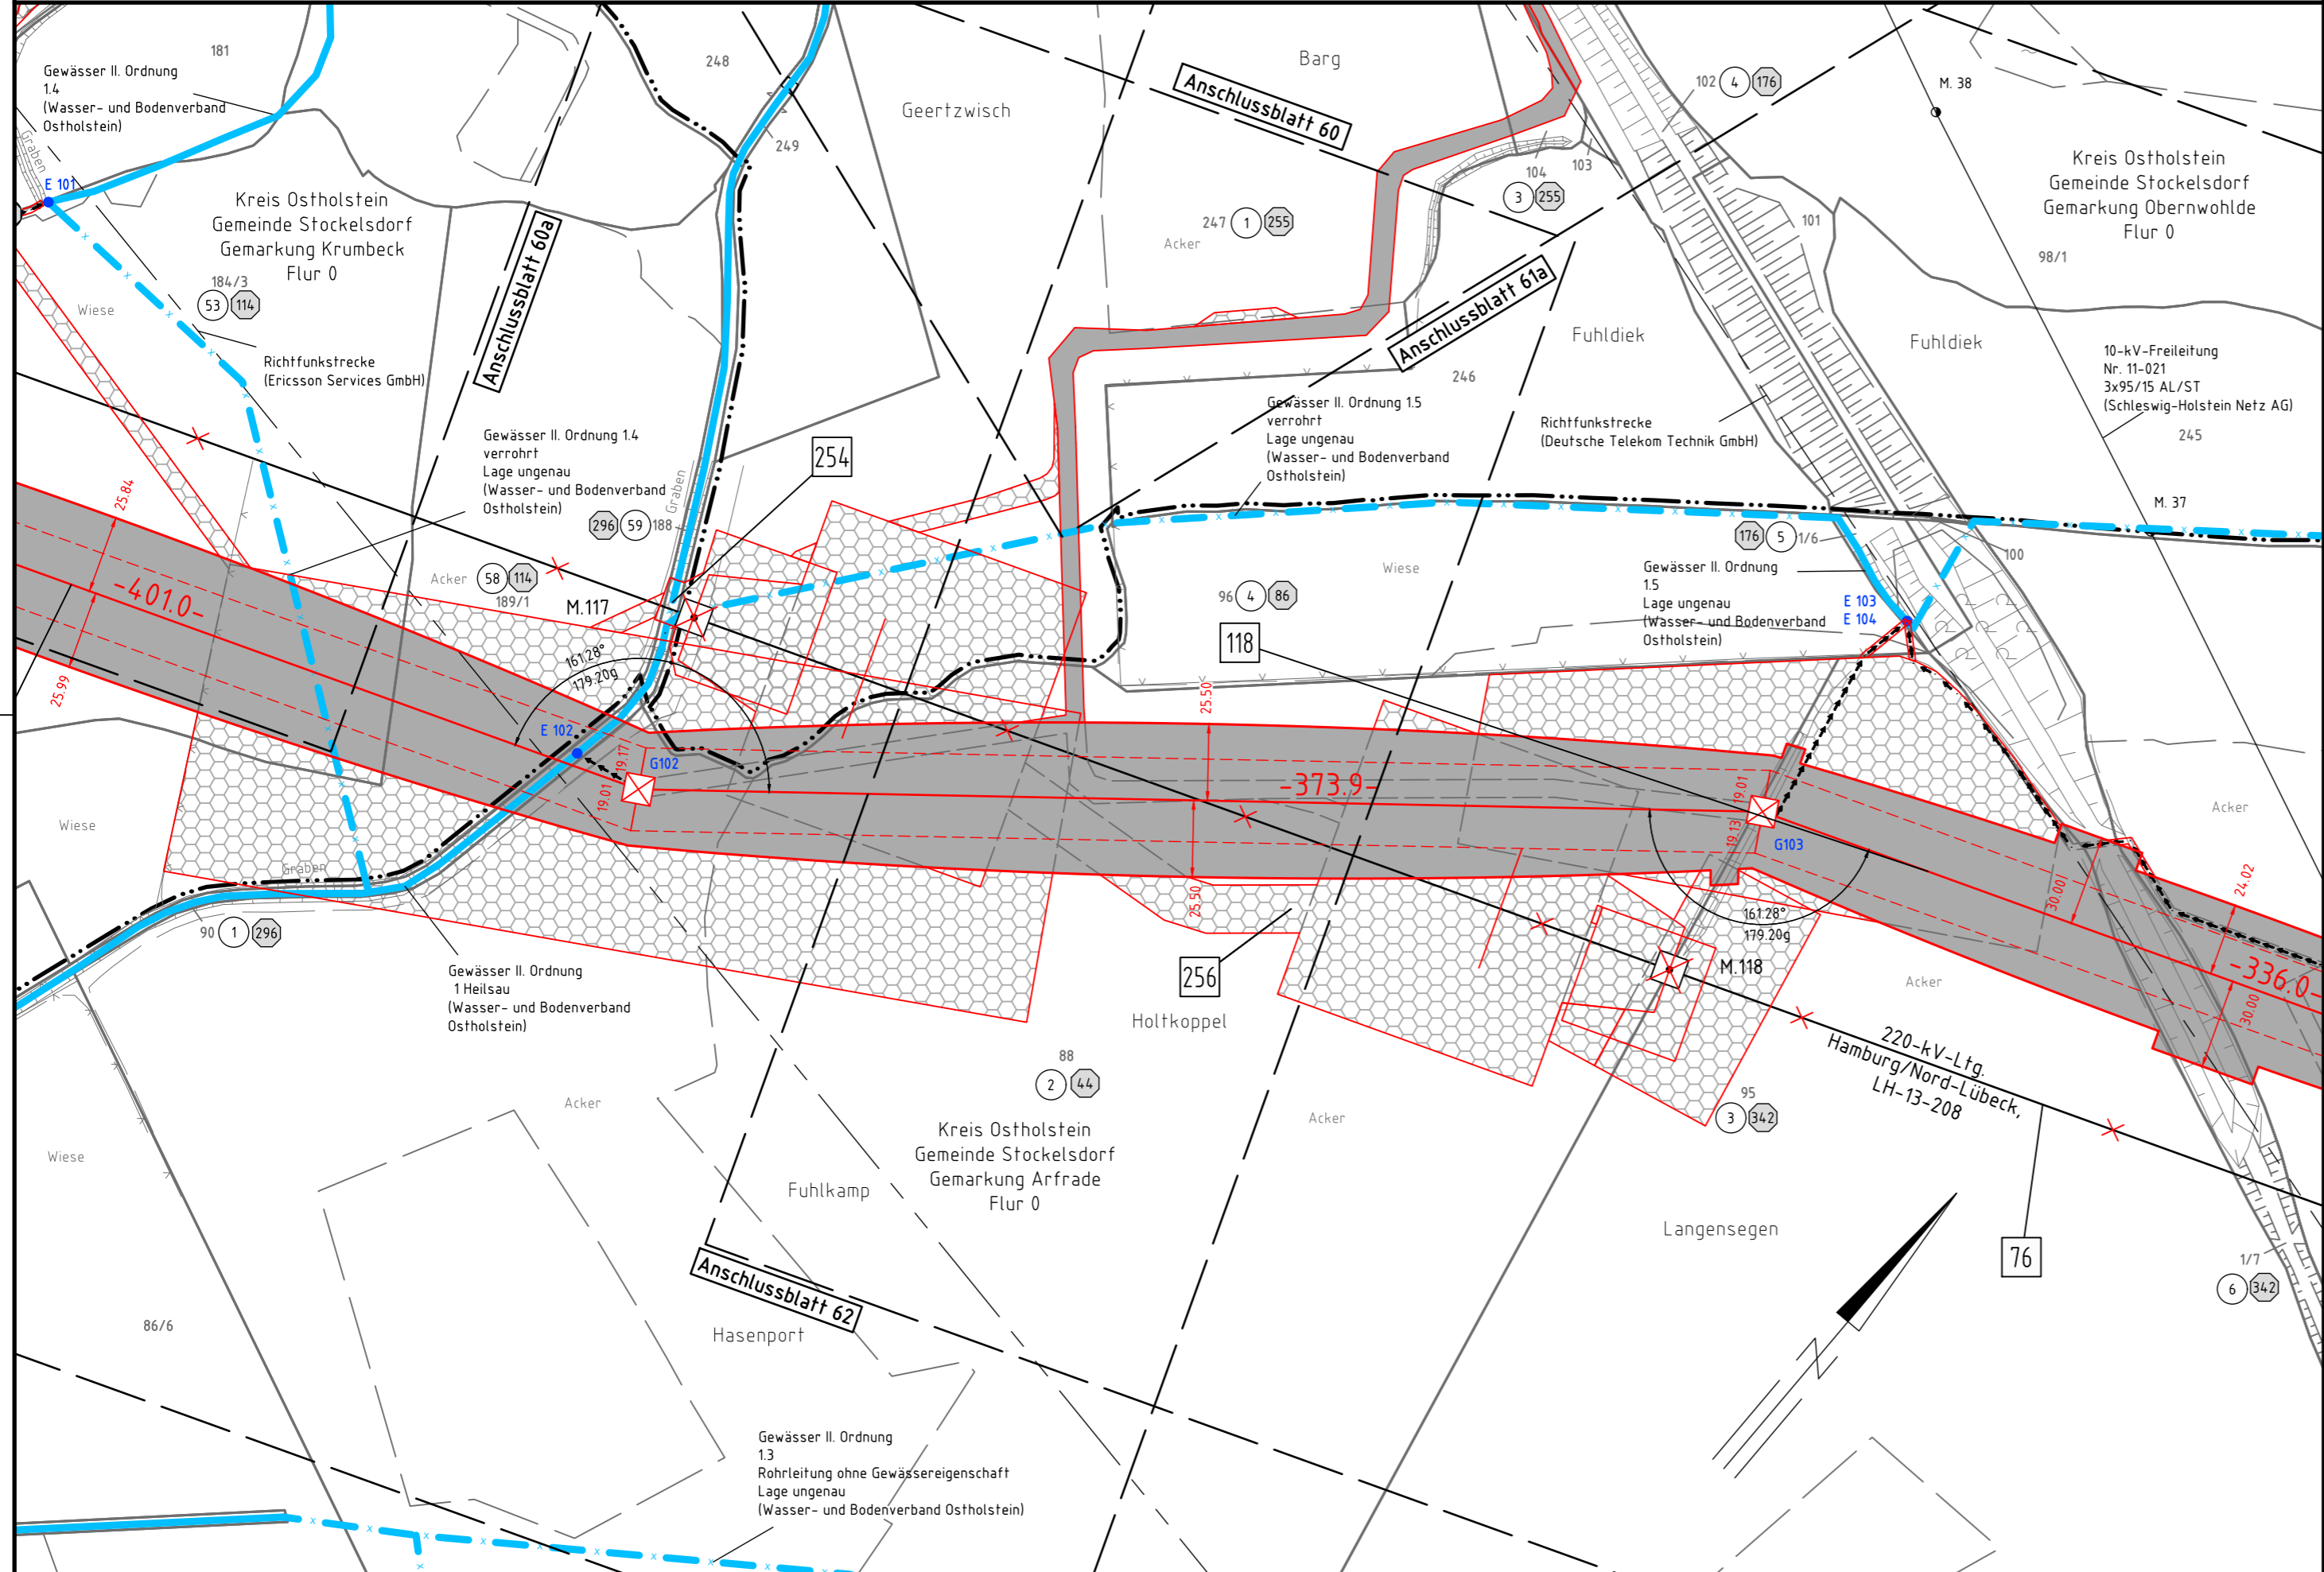 181
Gewässer II. Ordnung
1.4
(Wasser- und Bodenverband
Ostholstein)
Graben
E 101
Kreis Ostholstein
Gemeinde Stockelsdorf
Gemarkung Krumbeck
Flur 0
184/3
53 114
Wiese
Richtfunkstrecke
(Ericsson Services GmbH)
Anschlussblatt 60a
248
249
Geertzwisch
Barg
Anschlussblatt 60
247 1 255
Acker
104
103
3 255
102 4 176
101
M. 38
Kreis Ostholstein
Gemeinde Stockelsdorf
Gemarkung Obernwohlde
Flur 0
98/1
Anschlussblatt 61a
Fuhldiek
Fuhldiek
10-kV-Freileitung
Nr. 11-021
3x95/15 AL/ST
(Schleswig-Holstein Netz AG)
245
246
Gewässer II. Ordnung 1.5
verrohrt
Lage ungenau
(Wasser- und Bodenverband
Ostholstein)
Richtfunkstrecke
(Deutsche Telekom Technik GmbH)
Gewässer II. Ordnung 1.4
verrohrt
Lage ungenau
(Wasser- und Bodenverband
Ostholstein)
Graben
254
296 59 188
M. 37
176 5 1/6
100
Gewässer II. Ordnung
1.5
Lage ungenau
(Wasser- und Bodenverband
Ostholstein)
E 103
E 104
Acker 58 114
189/1
M.117
Wiese
96 4 86
118
25.84
-401.0-
25.99
161.28°
179.20g
E 102
19.17
G102
19.01
25.50
-373.9-
25.50
19.01
19.13
G103
161.28°
179.20g
30.00
24.02
-336.0-
30.00
Acker
Acker
Wiese
Graben
90 1 296
Gewässer II. Ordnung
1 Heilsau
(Wasser- und Bodenverband
Ostholstein)
256
Holtkoppel
M.118
88
2 44
Kreis Ostholstein
Gemeinde Stockelsdorf
Gemarkung Arfrade
Flur 0
Acker
95
3 342
220-kV-Ltg.
Hamburg/Nord-Lübeck,
LH-13-208
76
Acker
Wiese
Fuhlkamp
Langensegen
Anschlussblatt 62
Hasenport
86/6
1/7
6 342
N
Gewässer II. Ordnung
1.3
Rohrleitung ohne Gewässereigenschaft
Lage ungenau
(Wasser- und Bodenverband Ostholstein)